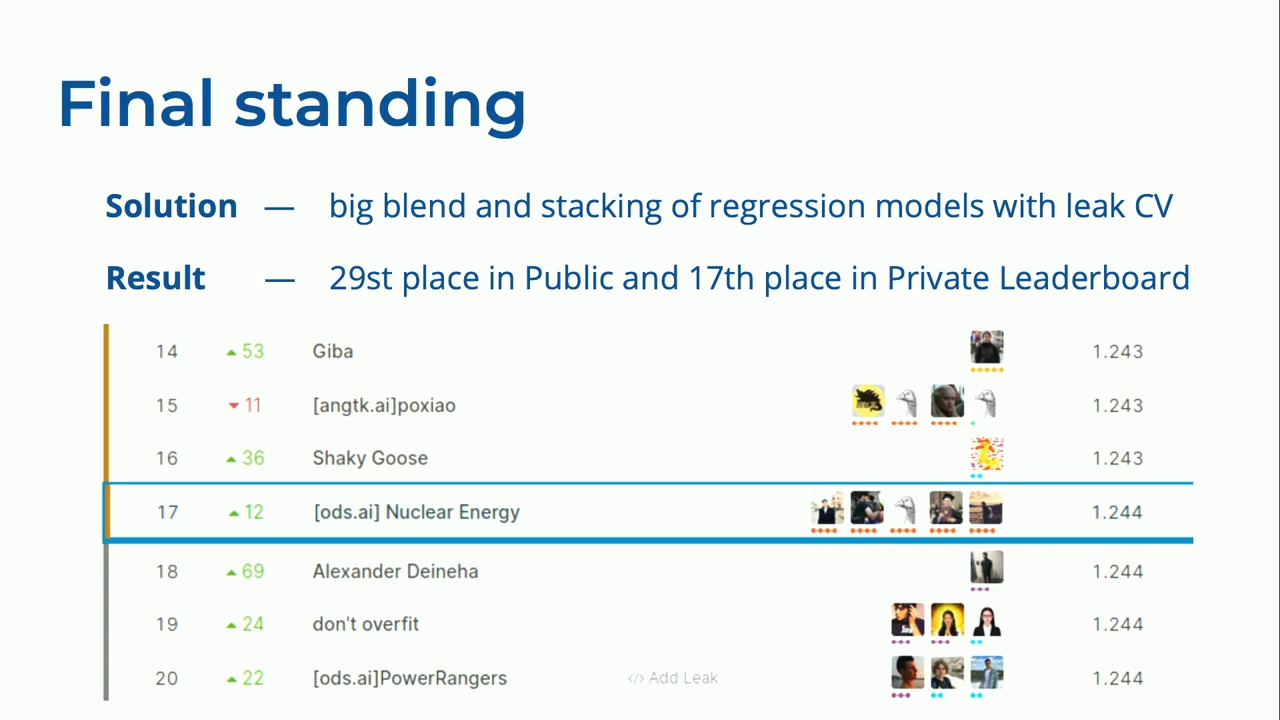 Final standing
Solution — big blend and stacking of regression models with leak CV
Result — 29st place in Public and 17th place in Private Leaderboard
14 ▲ 53 Giba 1.243
15 ▼ 11 [angtk.ai]poxiao 1.243
16 ▲ 36 Shaky Goose 1.243
17 ▲ 12 [ods.ai] Nuclear Energy 1.244
18 ▲ 69 Alexander Deineha 1.244
19 ▲ 24 don't overfit 1.244
20 ▲ 22 [ods.ai]PowerRangers </> Add Leak 1.244